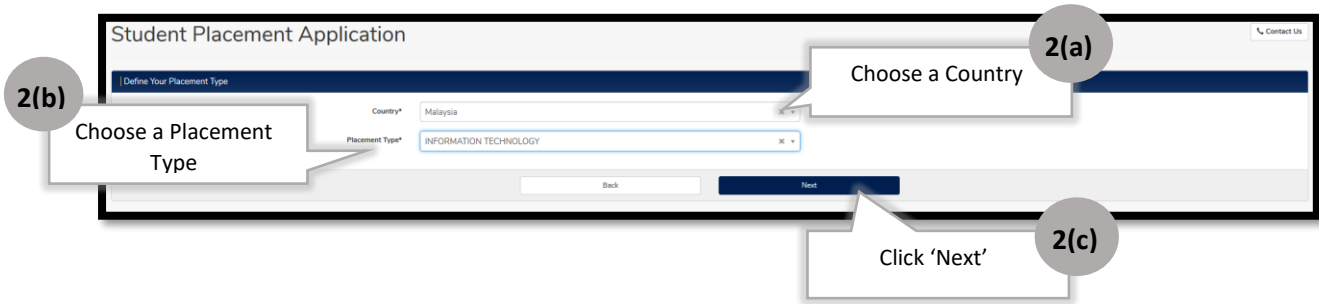 Student Placement Application
Contact Us
2(a)
Choose a Country
Define Your Placement Type
2(b)
Choose a Placement
Type
Country*
Malaysia
Placement Type*
INFORMATION TECHNOLOGY
Back
Next
2(c)
Click ‘Next’